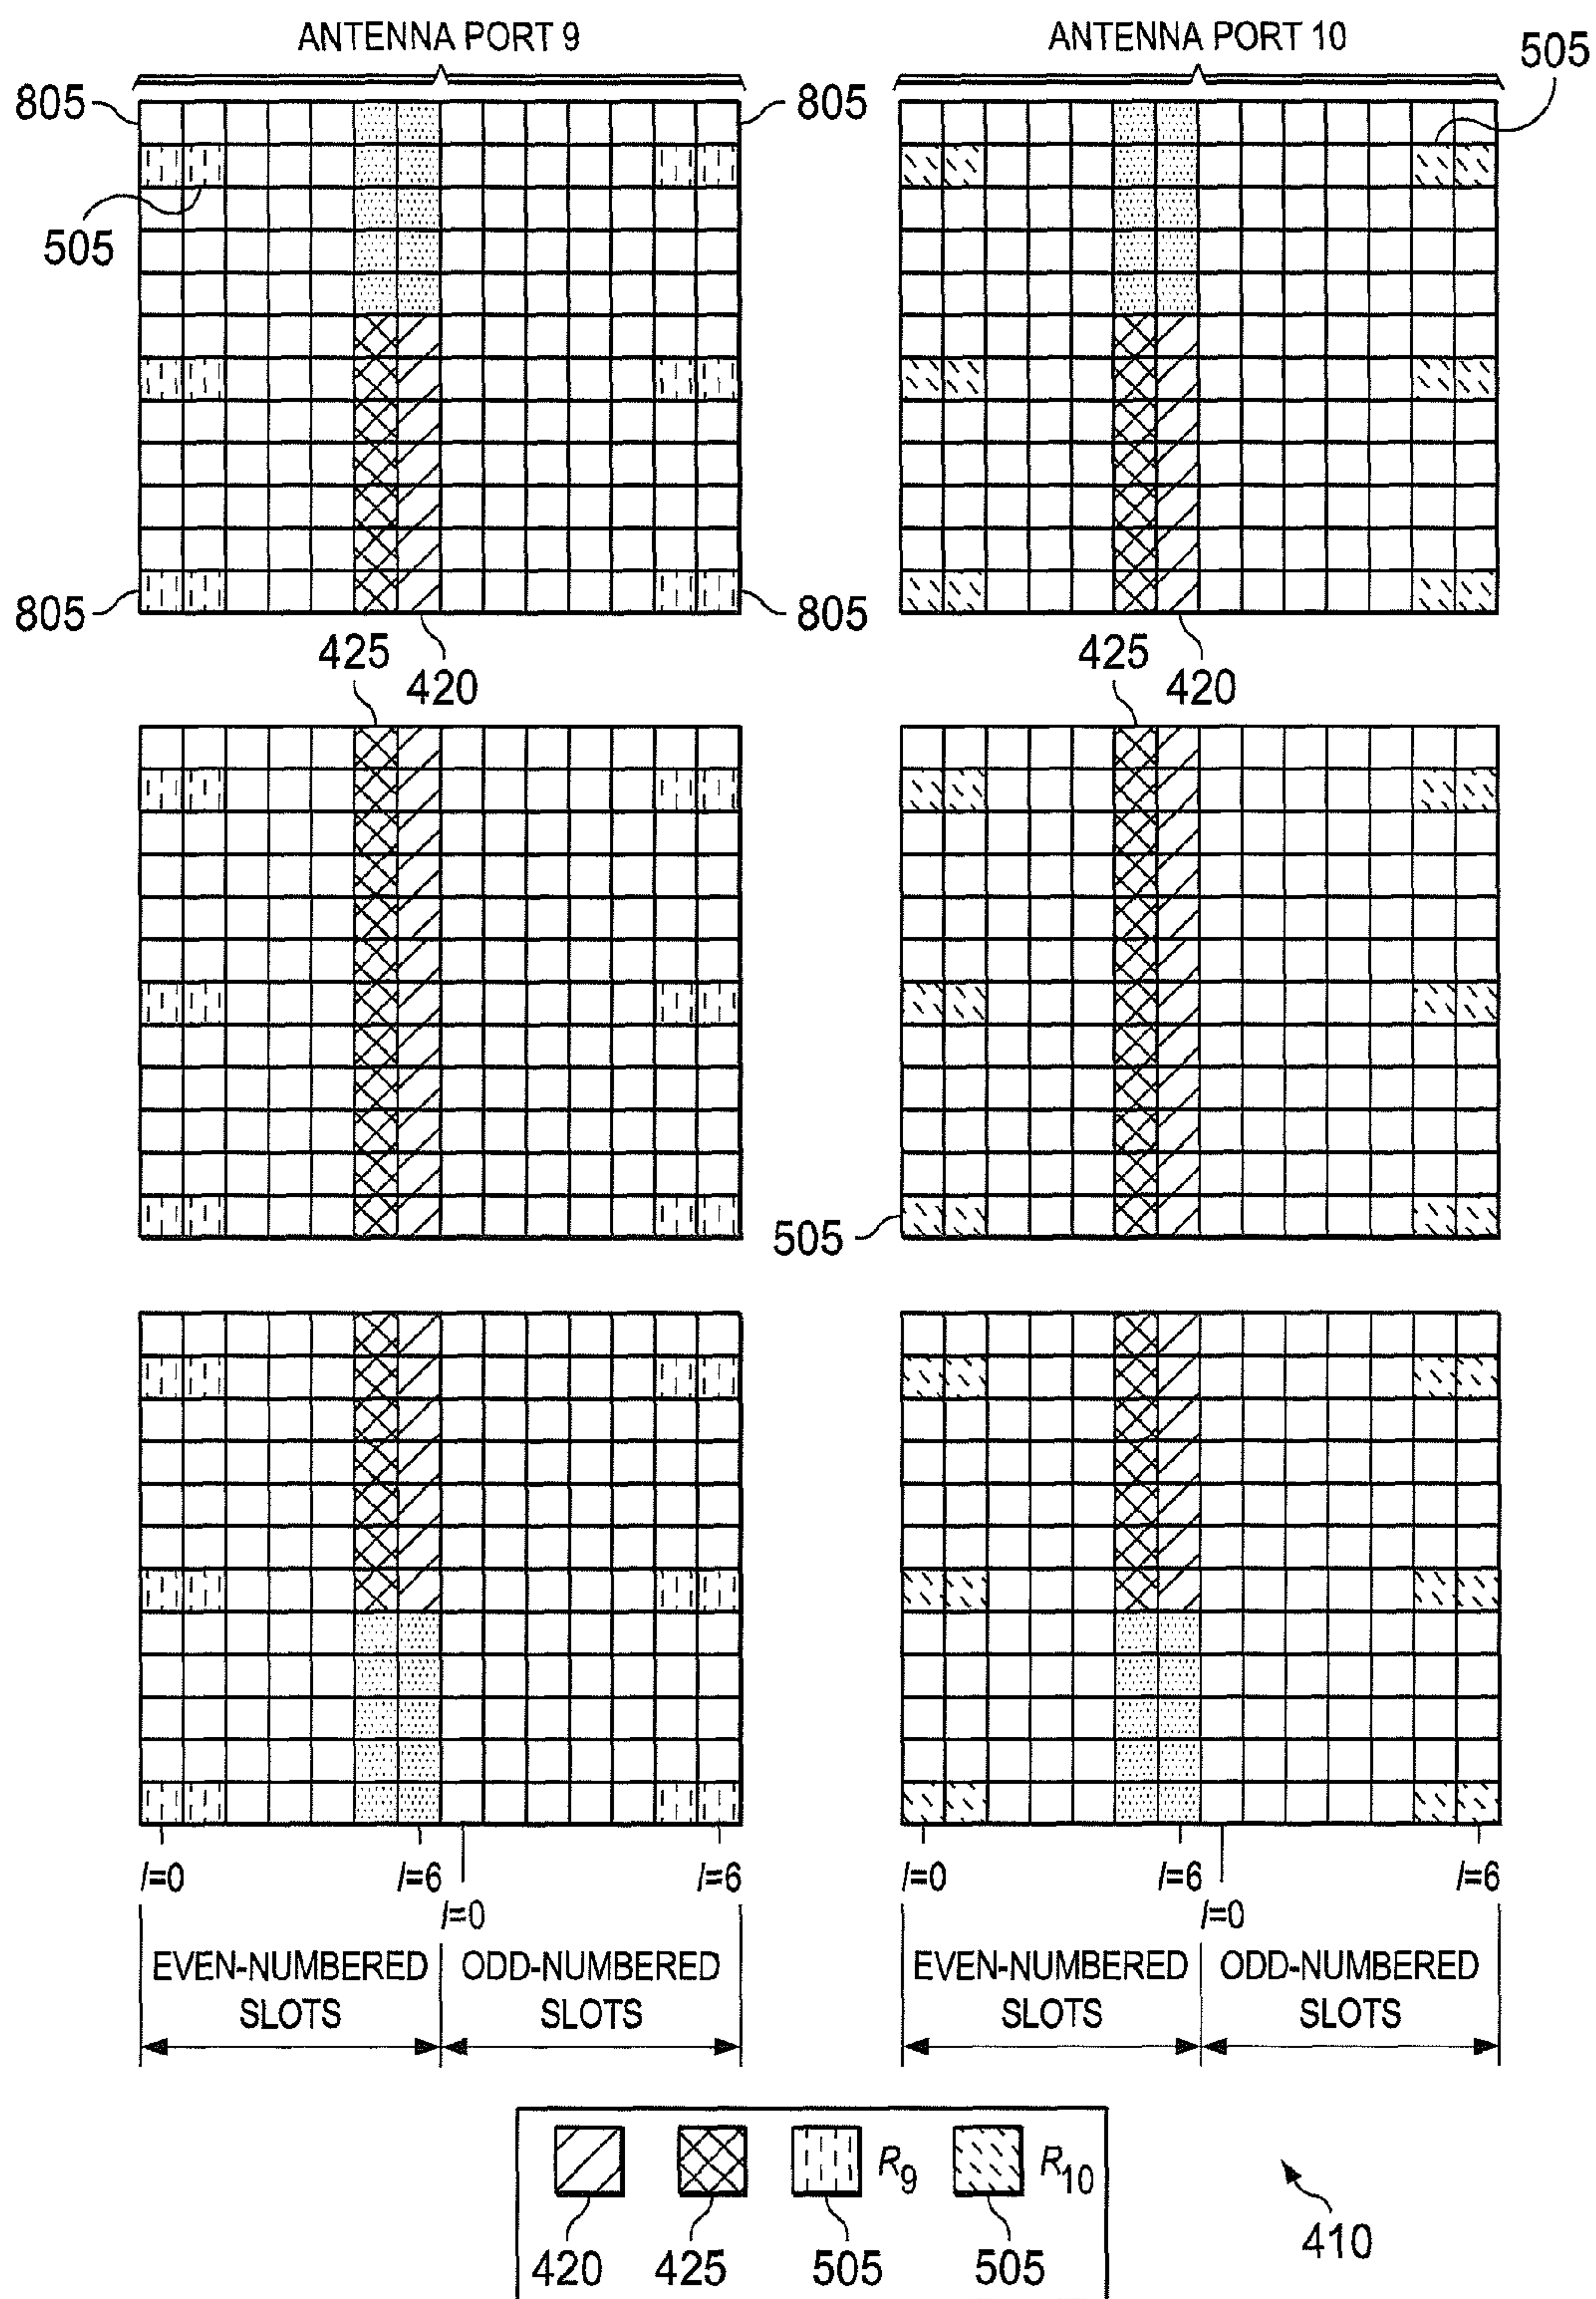 ANTENNA PORT 9
ANTENNA PORT 10
505
805
805
805
505
805
805
425
420
425
420
505
l=0
l=6
l=0
l=6
l=0
l=6
l=0
l=6
EVEN-NUMBERED SLOTS
ODD-NUMBERED SLOTS
EVEN-NUMBERED SLOTS
ODD-NUMBERED SLOTS
R9
R10
420
425
505
505
410